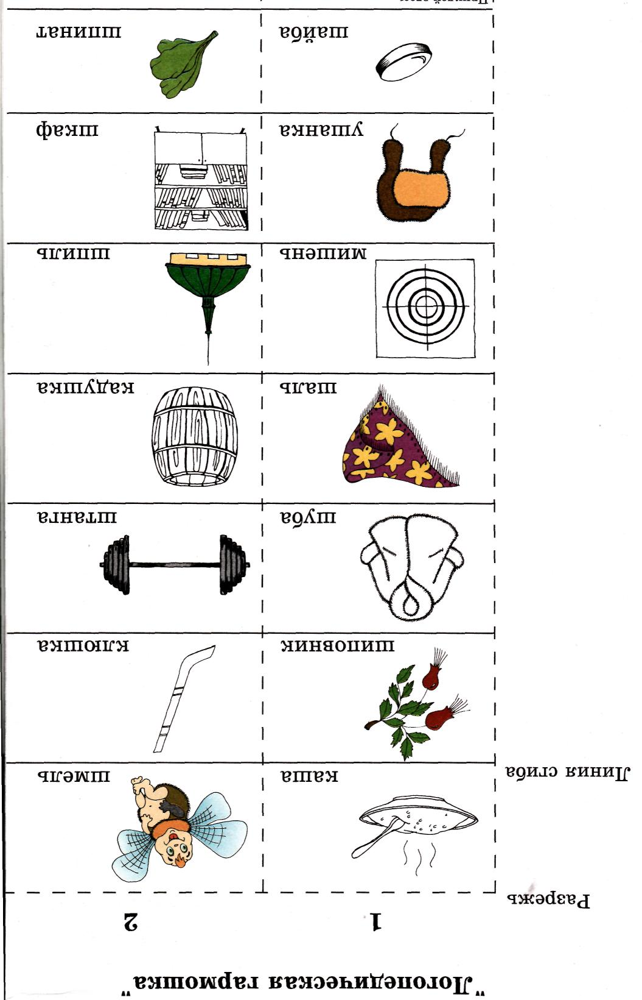 "Логопедическая гармошка"
1 2
Разрежь
Линия сгиба
каша шмель
шиповник клюшка
шуба штанга
шаль кадушка
мишень шпиль
ушанка шкаф
шайба шпинат